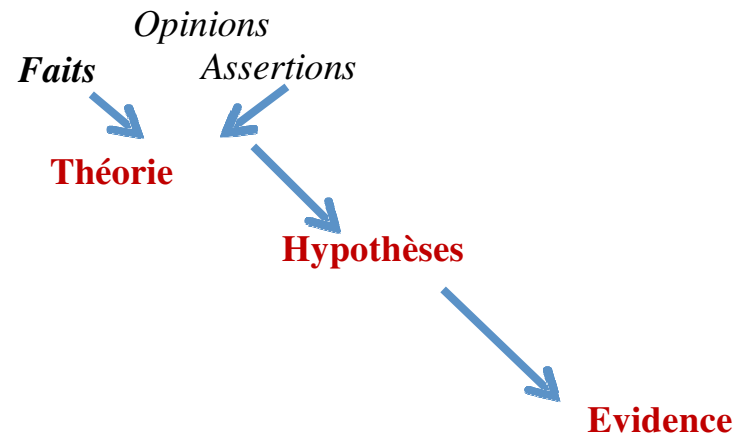 Opinions
Faits
Assertions
Théorie
Hypothèses
Evidence